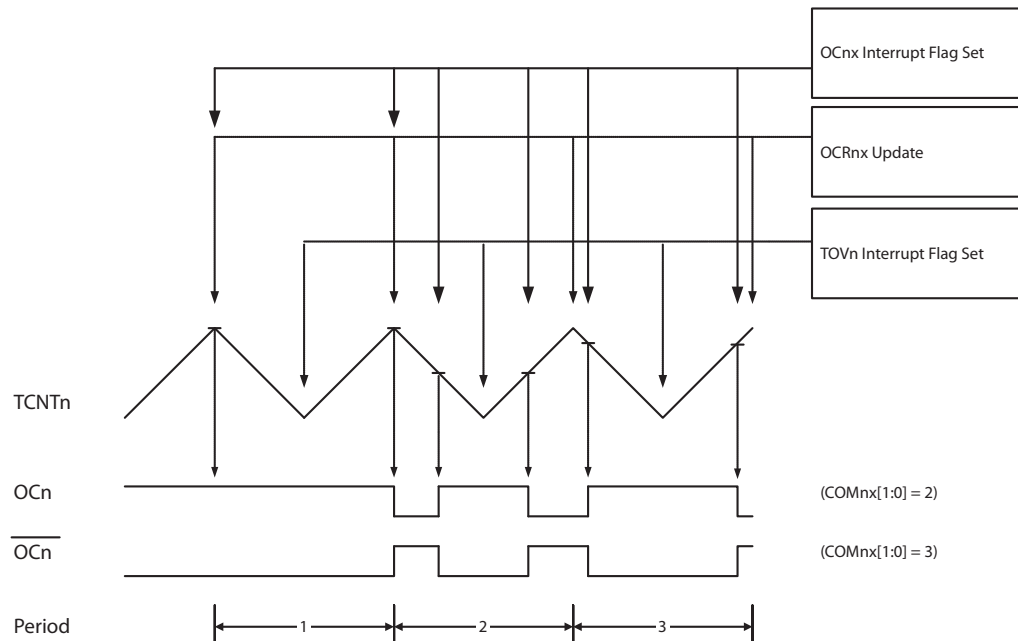 OCnx Interrupt Flag Set
OCRnx Update
TOVn Interrupt Flag Set
TCNTn
OCn
(COMnx[1:0] = 2)
OCn
(COMnx[1:0] = 3)
Period
1
2
3